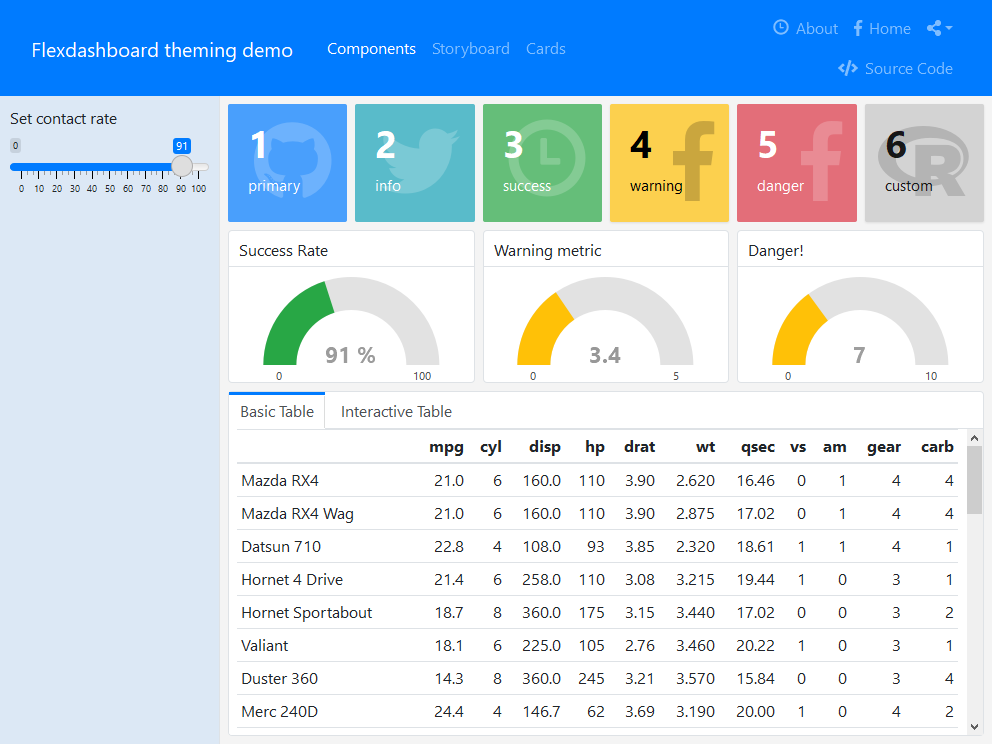 Flexdashboard theming demo
Components Storyboard Cards
About Home
Source Code
Set contact rate
0 91
0 10 20 30 40 50 60 70 80 90 100
1 2 3 4 5 6
primary info success warning danger custom
Success Rate Warning metric Danger!
91 % 3.4 7
0 100 0 5 0 10
Basic Table Interactive Table
mpg cyl disp hp drat wt qsec vs am gear carb
Mazda RX4 21.0 6 160.0 110 3.90 2.620 16.46 0 1 4 4
Mazda RX4 Wag 21.0 6 160.0 110 3.90 2.875 17.02 0 1 4 4
Datsun 710 22.8 4 108.0 93 3.85 2.320 18.61 1 1 4 1
Hornet 4 Drive 21.4 6 258.0 110 3.08 3.215 19.44 1 0 3 1
Hornet Sportabout 18.7 8 360.0 175 3.15 3.440 17.02 0 0 3 2
Valiant 18.1 6 225.0 105 2.76 3.460 20.22 1 0 3 1
Duster 360 14.3 8 360.0 245 3.21 3.570 15.84 0 0 3 4
Merc 240D 24.4 4 146.7 62 3.69 3.190 20.00 1 0 4 2